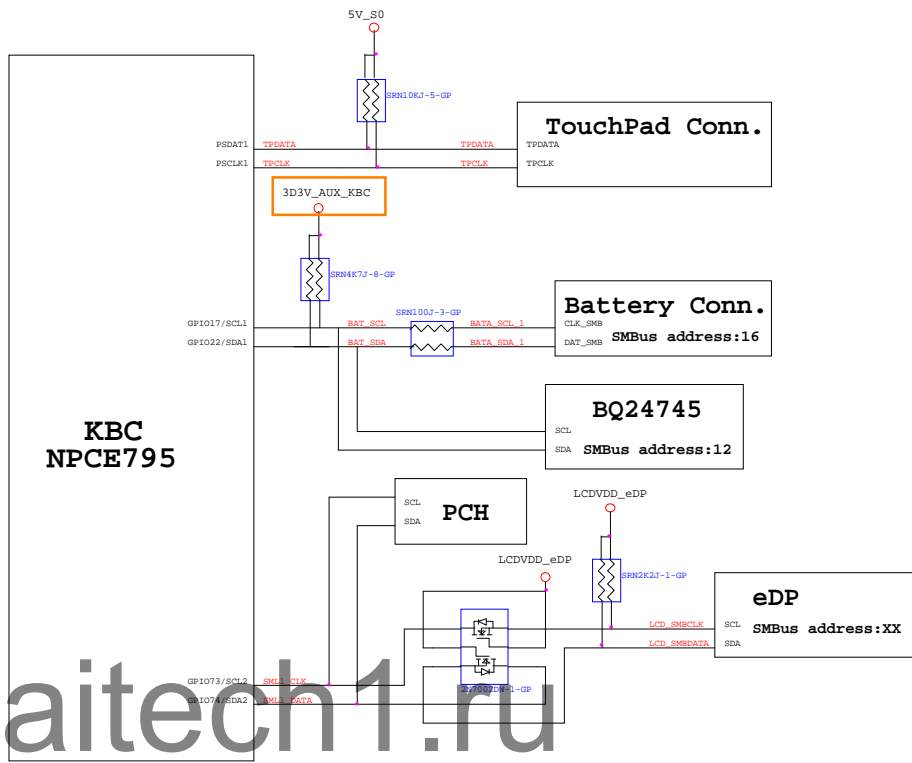 5V_S0
SRN10KJ-5-GP
TouchPad Conn.
PSDAT1 TPDATA TPDATA TPDATA
PSCLK1 TPCLK TPCLK TPCLK
3D3V_AUX_KBC
SRN4K7J-8-GP
SRN100J-3-GP
Battery Conn.
GPIO17/SCL1 BAT_SCL BATA_SCL_1 CLK_SMB
SMBus address:16
GPIO22/SDA1 BAT_SDA BATA_SDA_1 DAT_SMB
BQ24745
KBC
NPCE795
SCL
SDA SMBus address:12
LCDVDD_eDP
SCL
PCH
SDA
LCDVDD_eDP
SRN2K2J-1-GP
eDP
LCD_SMBCLK SCL SMBus address:XX
LCD_SMBDATA SDA
GPIO73/SCL2 SML1_CLK
2N7002DW-1-GP
GPIO74/SDA2 SML1_DATA
aitech1.ru